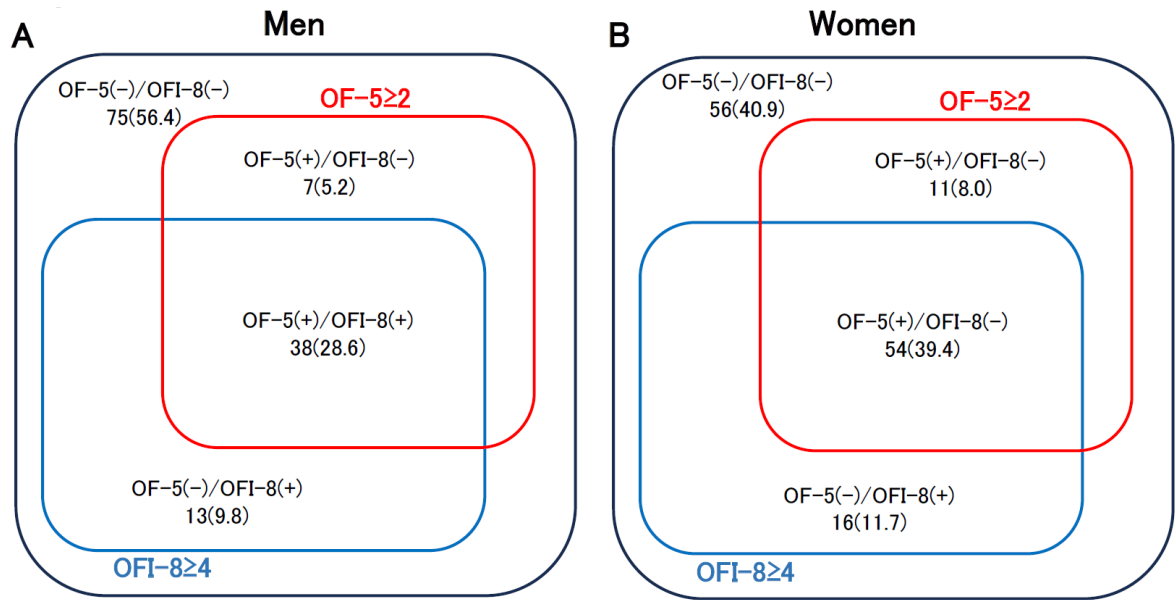 A
Men
OF-5(-)/OFI-8(-)
75(56.4)
OF-5≥2
OF-5(+)/OFI-8(-)
7(5.2)
OF-5(+)/OFI-8(+)
38(28.6)
OF-5(-)/OFI-8(+)
13(9.8)
OFI-8≥4
B
Women
OF-5(-)/OFI-8(-)
56(40.9)
OF-5≥2
OF-5(+)/OFI-8(-)
11(8.0)
OF-5(+)/OFI-8(-)
54(39.4)
OF-5(-)/OFI-8(+)
16(11.7)
OFI-8≥4